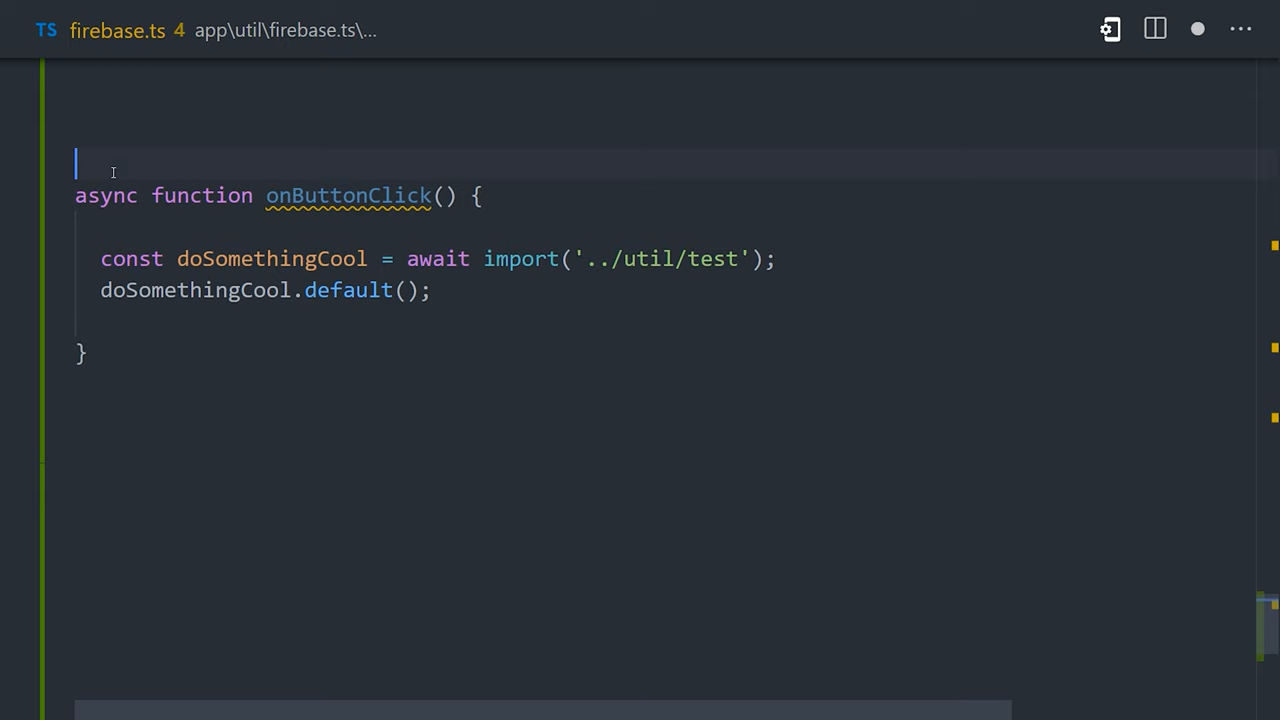 TS firebase.ts 4 app\util\firebase.ts\...
async function onButtonClick() {
const doSomethingCool = await import('../util/test');
doSomethingCool.default();
}